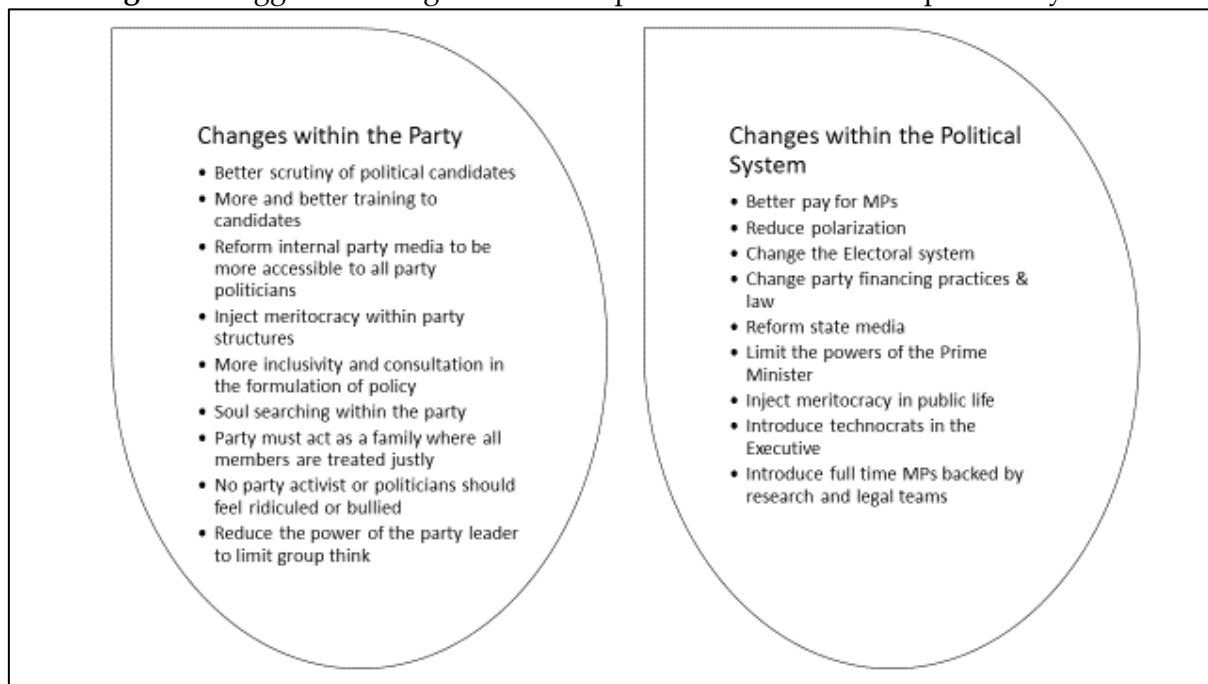 Changes within the Party
• Better scrutiny of political candidates
• More and better training to
candidates
• Reform internal party media to be
more accessible to all party
politicians
• Inject meritocracy within party
structures
• More inclusivity and consultation in
the formulation of policy
• Soul searching within the party
• Party must act as a family where all
members are treated justly
• No party activist or politicians should
feel ridiculed or bullied
• Reduce the power of the party leader
to limit group think
Changes within the Political
System
• Better pay for MPs
• Reduce polarization
• Change the Electoral system
• Change party financing practices &
law
• Reform state media
• Limit the powers of the Prime
Minister
• Inject meritocracy in public life
• Introduce technocrats in the
Executive
• Introduce full time MPs backed by
research and legal teams